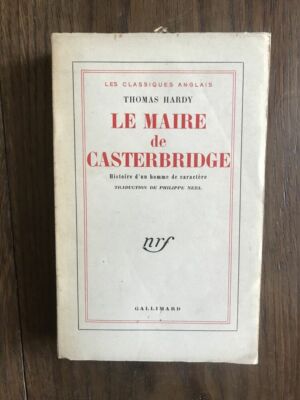 LES CLASSIQUES ANGLAIS
THOMAS HARDY
LE MAIRE
de
CASTERBRIDGE
Histoire d'un homme de caractère
TRADUCTION DE PHILIPPE NEEL
nrf
GALLIMARD